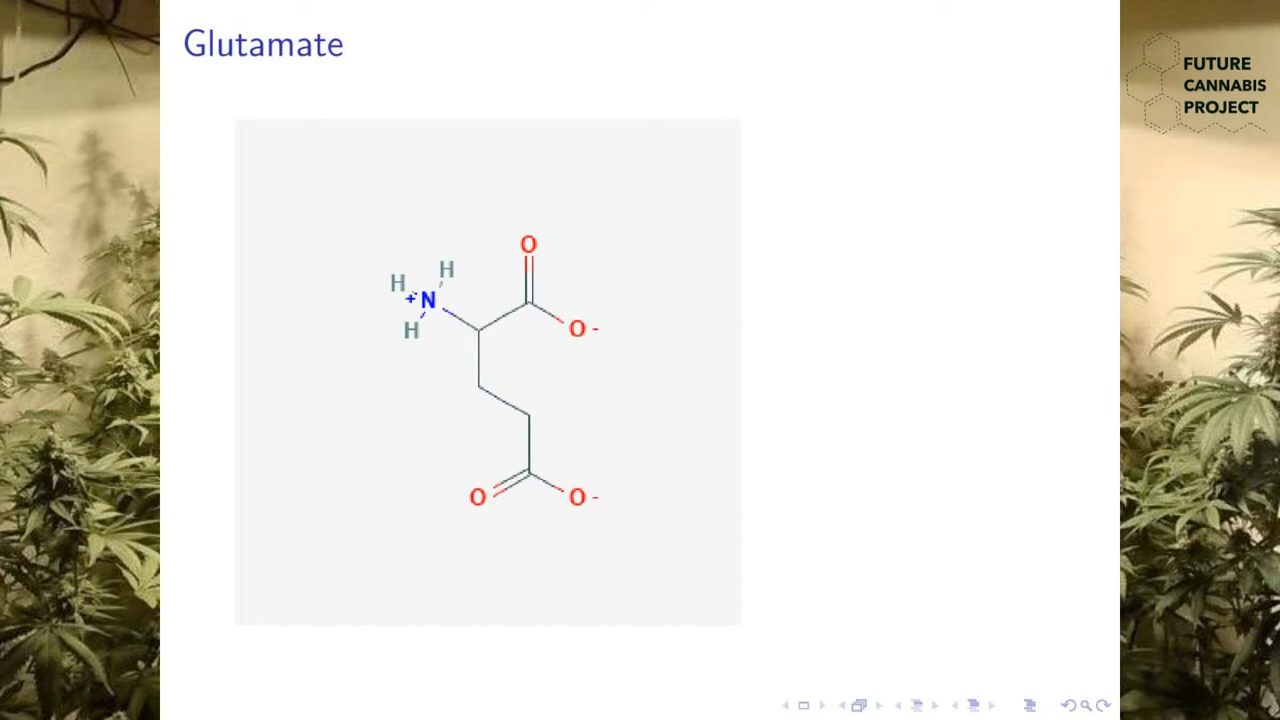 Glutamate
FUTURE
CANNABIS
PROJECT
O
H
H
+ N
H
O -
O
O -